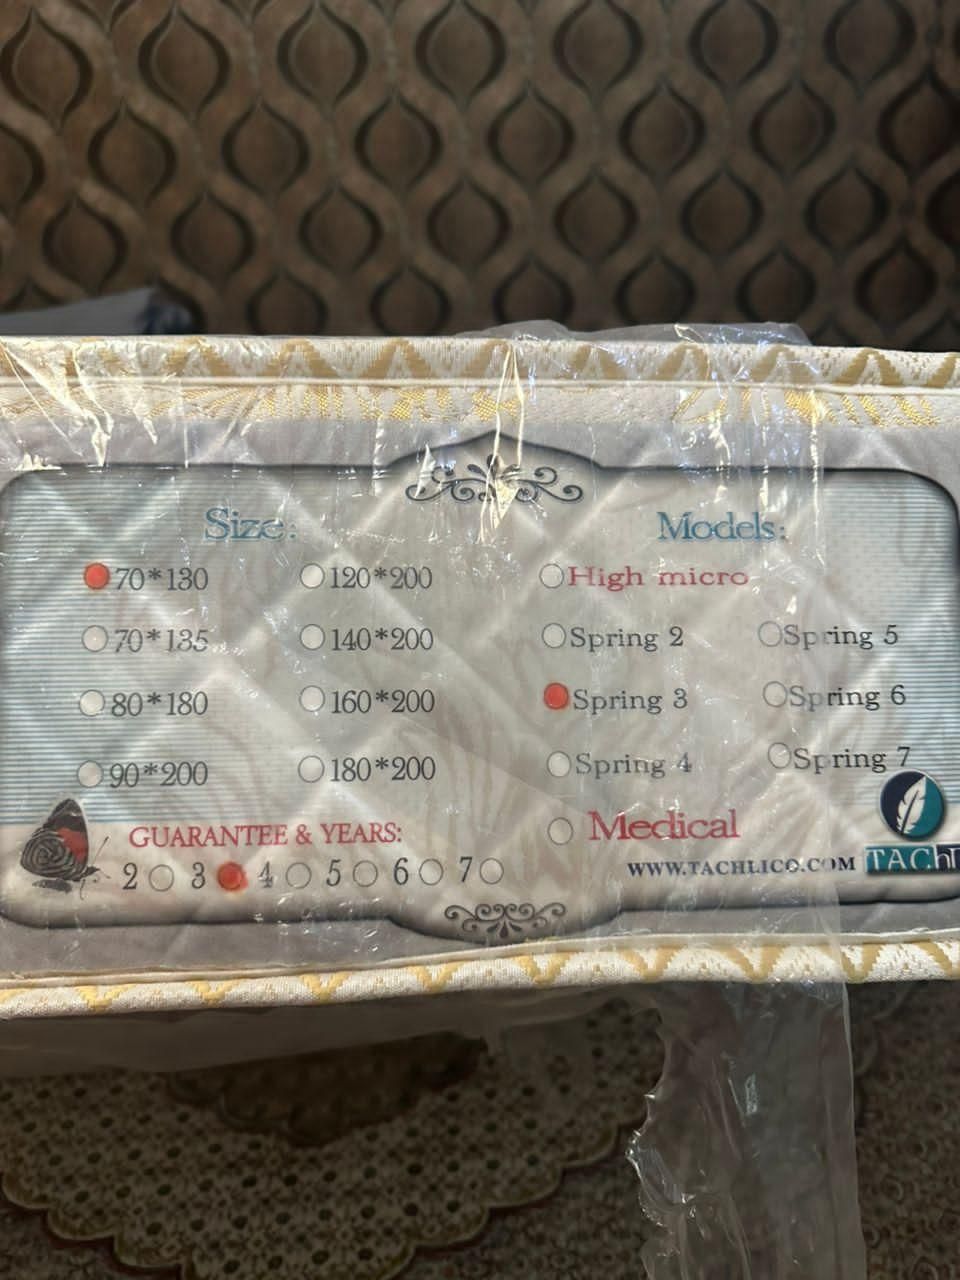 Size:
Models:
70*130
120*200
High micro
70*135
140*200
Spring 2
Spring 5
80*180
160*200
Spring 3
Spring 6
90*200
180*200
Spring 4
Spring 7
GUARANTEE & YEARS:
Medical
2 3 4 5 6 7
WWW.TACHLICO.COM